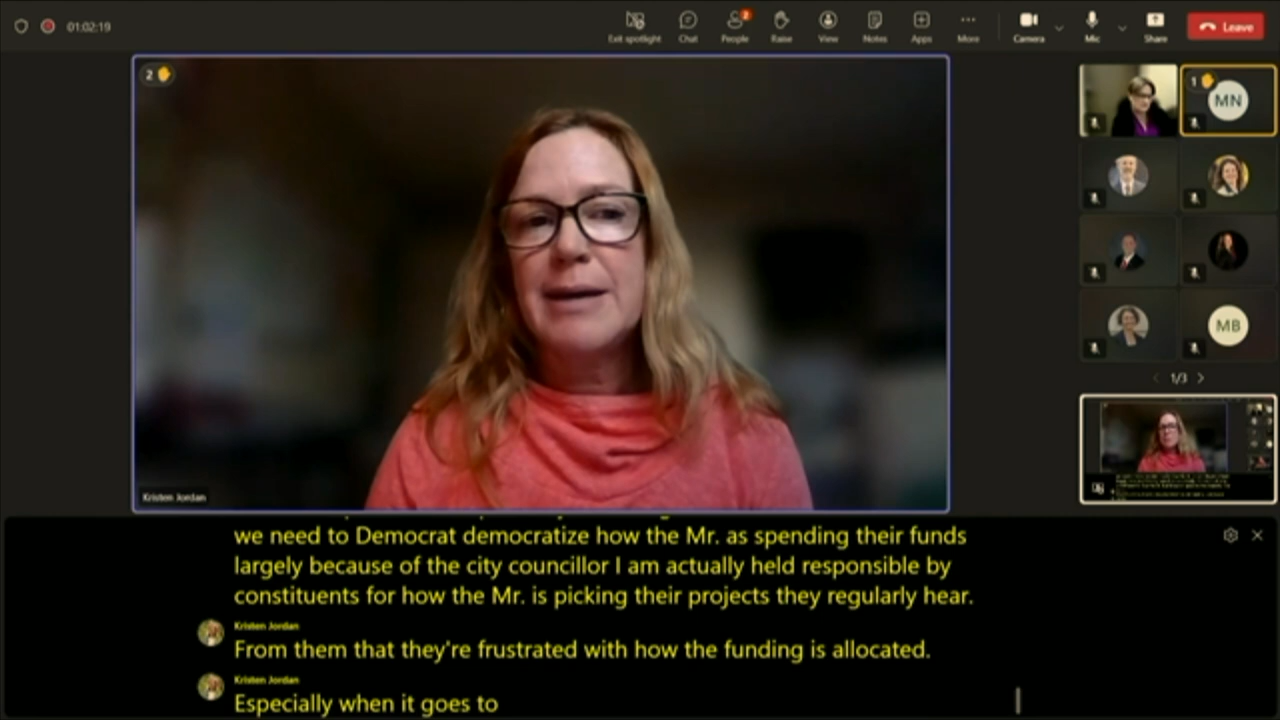 01:02:19
Exit spotlight
Chat
2
People
Raise
View
Notes
Apps
More
Camera
Mic
Share
Leave
2
1
MN
MB
1/3
Kristen Jordan
we need to Democrat democratize how the Mr. as spending their funds
largely because of the city councillor I am actually held responsible by
constituents for how the Mr. is picking their projects they regularly hear.
Kristen Jordan
From them that they're frustrated with how the funding is allocated.
Kristen Jordan
Especially when it goes to